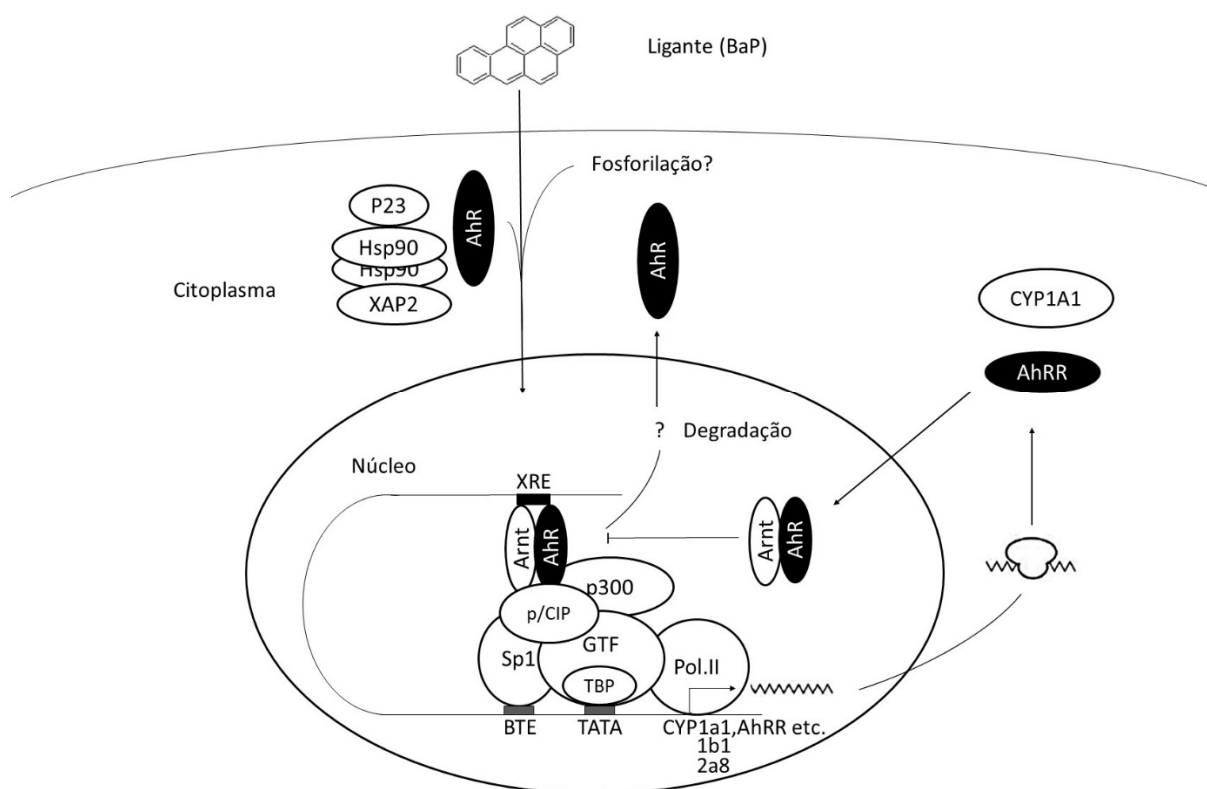 Ligante (BaP)
Fosforilação?
P23
AhR
Hsp90
Hsp90
XAP2
Citoplasma
AhR
CYP1A1
AhRR
? Degradação
Núcleo
XRE
Arnt
AhR
Arnt
AhR
p300
p/CIP
Sp1
GTF
Pol.II
TBP
BTE
TATA
CYP1a1,AhRR etc.
1b1
2a8